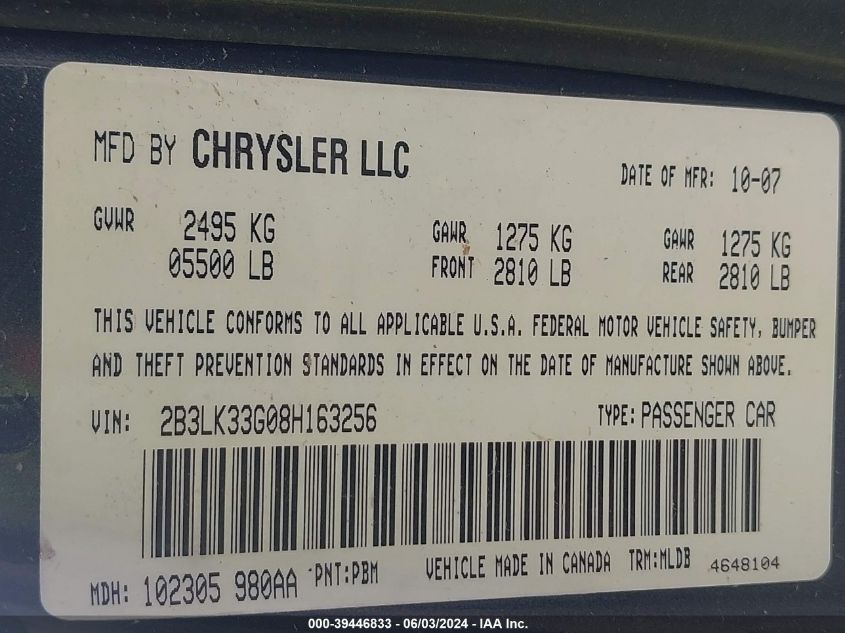 MFD BY CHRYSLER LLC
DATE OF MFR: 10-07
GVWR 2495 KG
05500 LB
GAWR 1275 KG
FRONT 2810 LB
GAWR 1275 KG
REAR 2810 LB
THIS VEHICLE CONFORMS TO ALL APPLICABLE U.S.A. FEDERAL MOTOR VEHICLE SAFETY, BUMPER
AND THEFT PREVENTION STANDARDS IN EFFECT ON THE DATE OF MANUFACTURE SHOWN ABOVE.
VIN: 2B3LK33G08H163256
TYPE: PASSENGER CAR
MDH: 102305 980AA PNT:PBM VEHICLE MADE IN CANADA TRM:MLDB 4648104
000-39446833 - 06/03/2024 - IAA Inc.